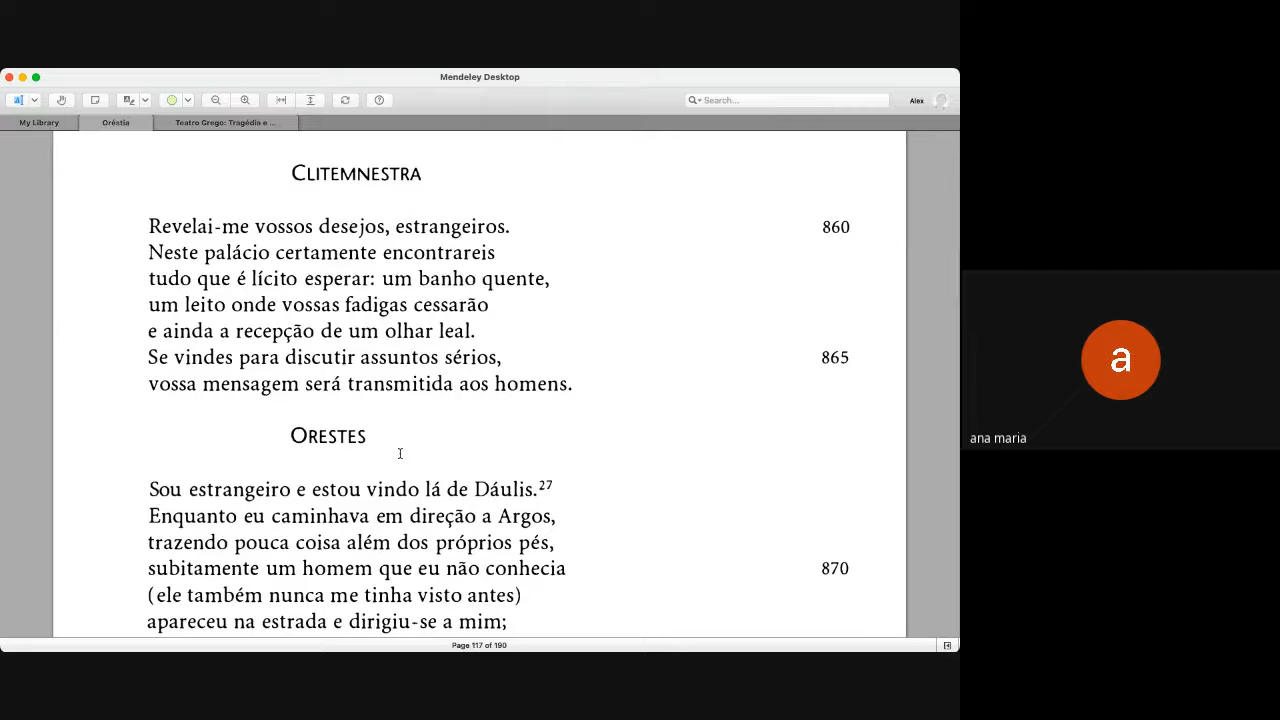 Mendeley Desktop
Search...
Alex
My Library
Oréstia
Teatro Grego: Tragédia e ...
CLITEMNESTRA
Revelai-me vossos desejos, estrangeiros. 860
Neste palácio certamente encontrareis
tudo que é lícito esperar: um banho quente,
um leito onde vossas fadigas cessarão
e ainda a recepção de um olhar leal.
Se vindes para discutir assuntos sérios, 865
vossa mensagem será transmitida aos homens.
ORESTES
Sou estrangeiro e estou vindo lá de Dáulis.²⁷
Enquanto eu caminhava em direção a Argos,
trazendo pouca coisa além dos próprios pés,
subitamente um homem que eu não conhecia 870
(ele também nunca me tinha visto antes)
apareceu na estrada e dirigiu-se a mim;
Page 117 of 190
a
ana maria